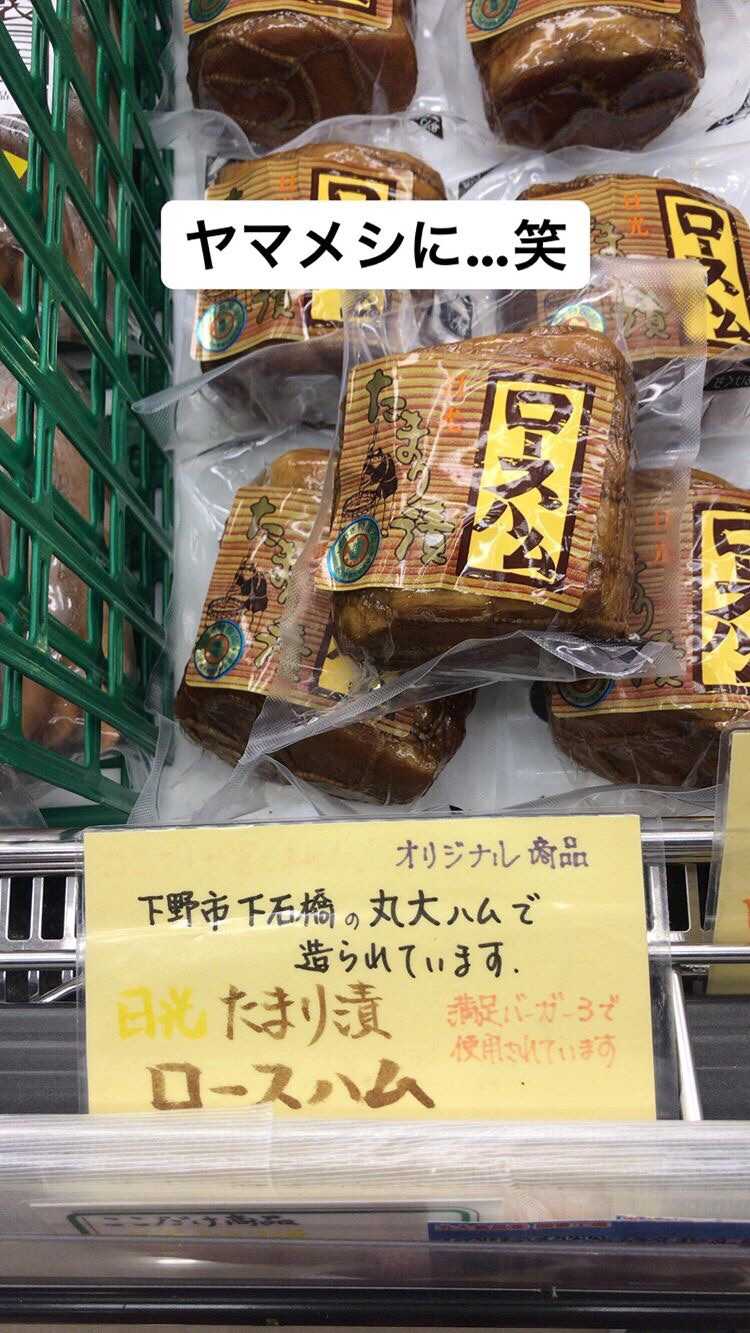 ヤマメシに…笑
日光
たまり漬
ロースハム
オリジナル商品
下野市下石橋の丸大ハムで
造られています.
日光 たまり漬
ロースハム
満足バーガー3で
使用されています
ここだけ商品